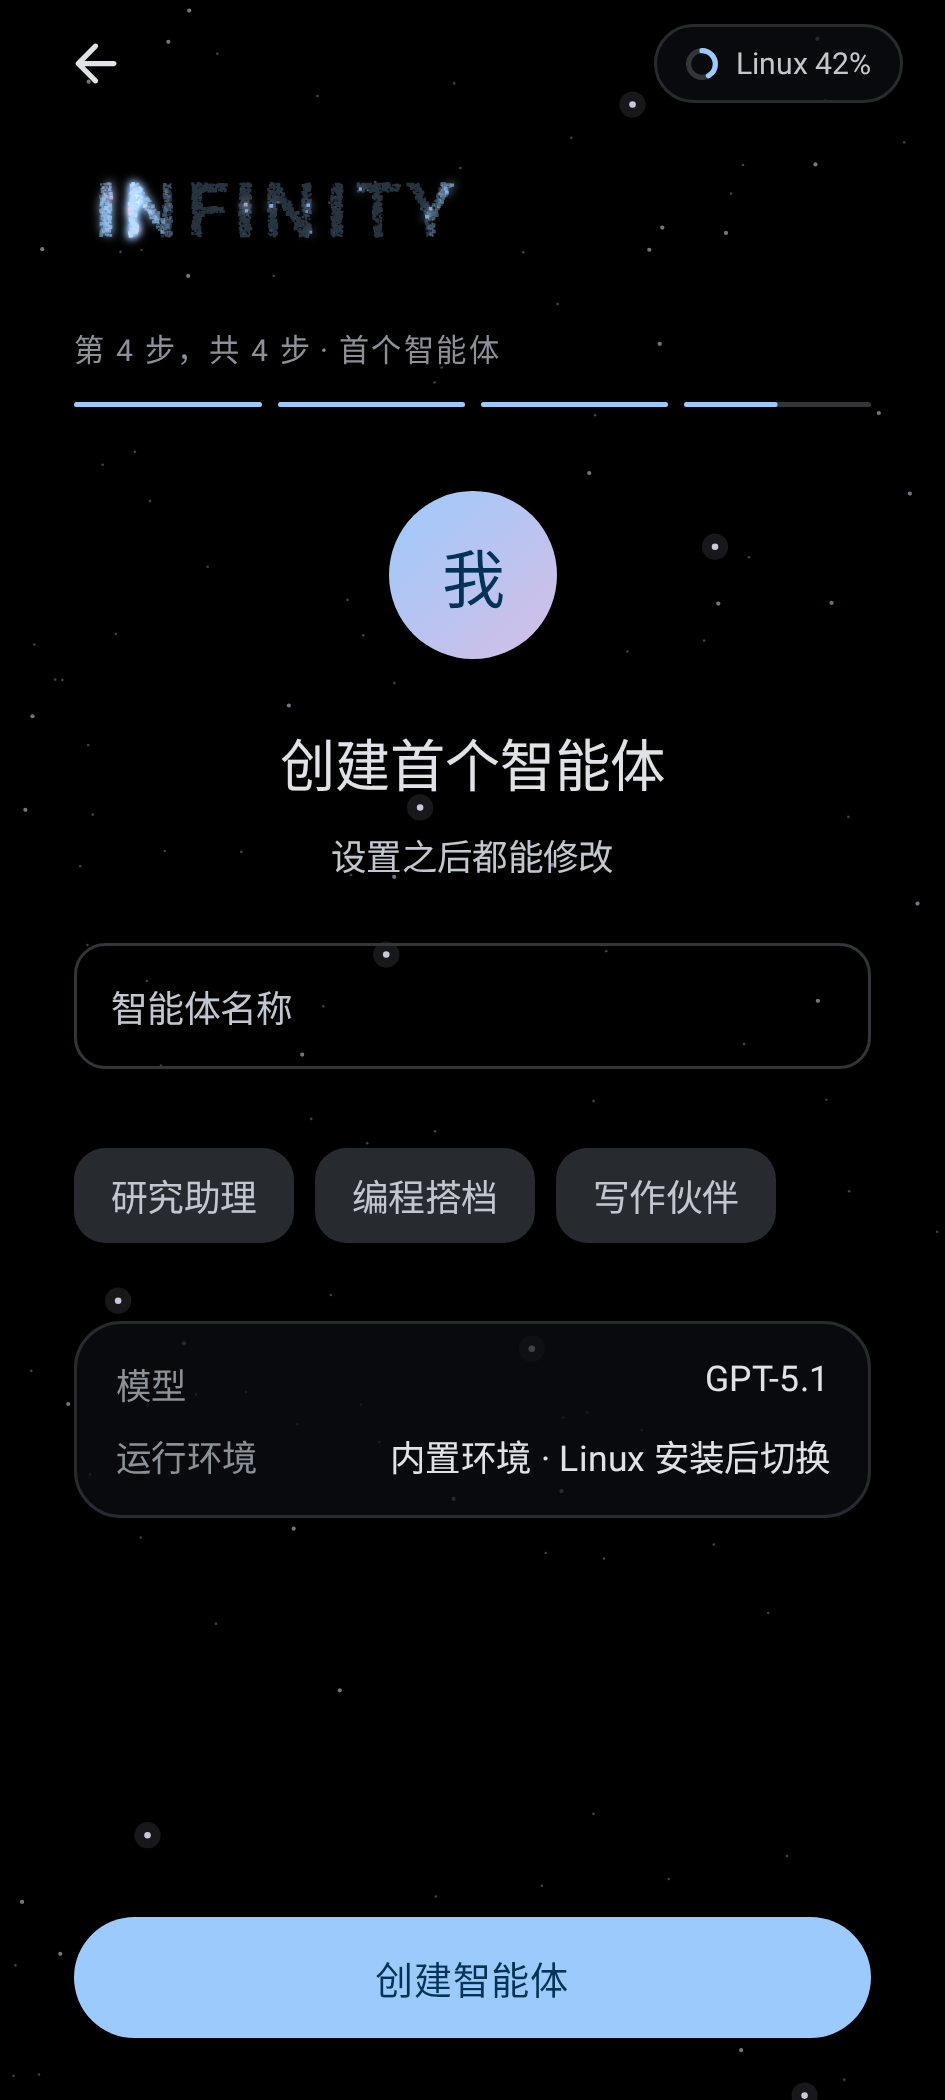 Linux 42%
INFINITY
第 4 步，共 4 步 · 首个智能体
我
创建首个智能体
设置之后都能修改
智能体名称
研究助理 编程搭档 写作伙伴
模型 GPT-5.1
运行环境 内置环境 · Linux 安装后切换
创建智能体